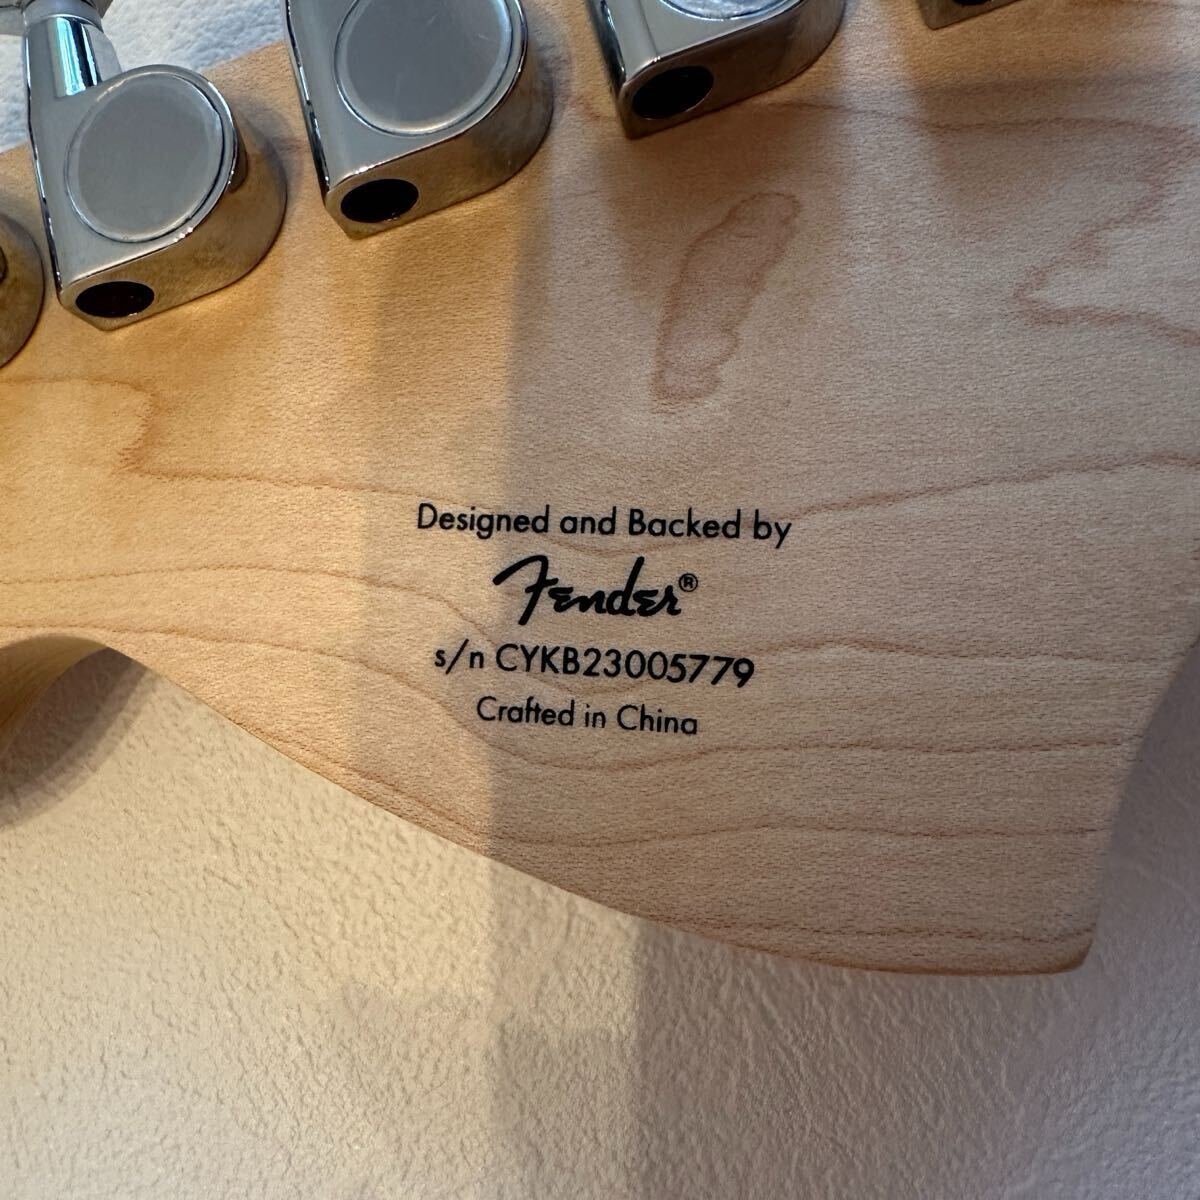 Designed and Backed by
Fender®
s/n CYKB23005779
Crafted in China